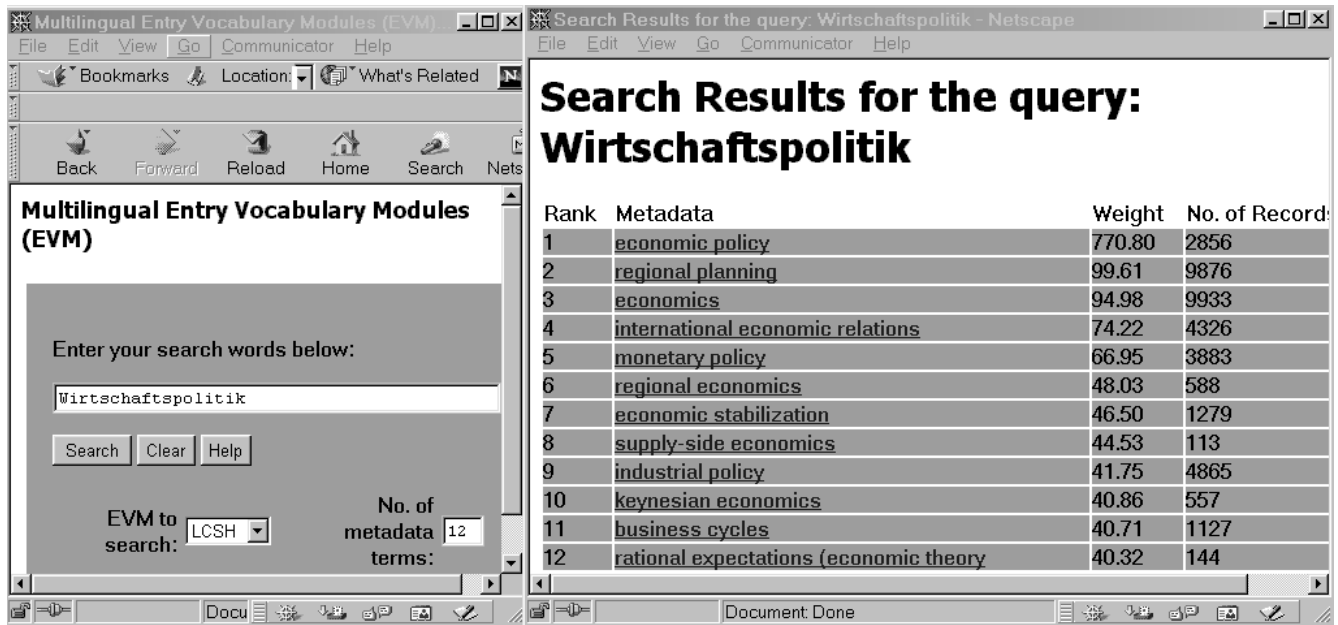 Multilingual Entry Vocabulary Modules (EVM)...
File Edit View Go Communicator Help
Bookmarks Location: What's Related N
Back Forward Reload Home Search Nets
Multilingual Entry Vocabulary Modules
(EVM)
Enter your search words below:
Wirtschaftspolitik
Search Clear Help
EVM to
search: LCSH
No. of
metadata
terms: 12
Docu
Search Results for the query: Wirtschaftspolitik - Netscape
File Edit View Go Communicator Help
Search Results for the query:
Wirtschaftspolitik
Rank Metadata Weight No. of Record
1 economic policy 770.80 2856
2 regional planning 99.61 9876
3 economics 94.98 9933
4 international economic relations 74.22 4326
5 monetary policy 66.95 3883
6 regional economics 48.03 588
7 economic stabilization 46.50 1279
8 supply-side economics 44.53 113
9 industrial policy 41.75 4865
10 keynesian economics 40.86 557
11 business cycles 40.71 1127
12 rational expectations (economic theory 40.32 144
Document: Done